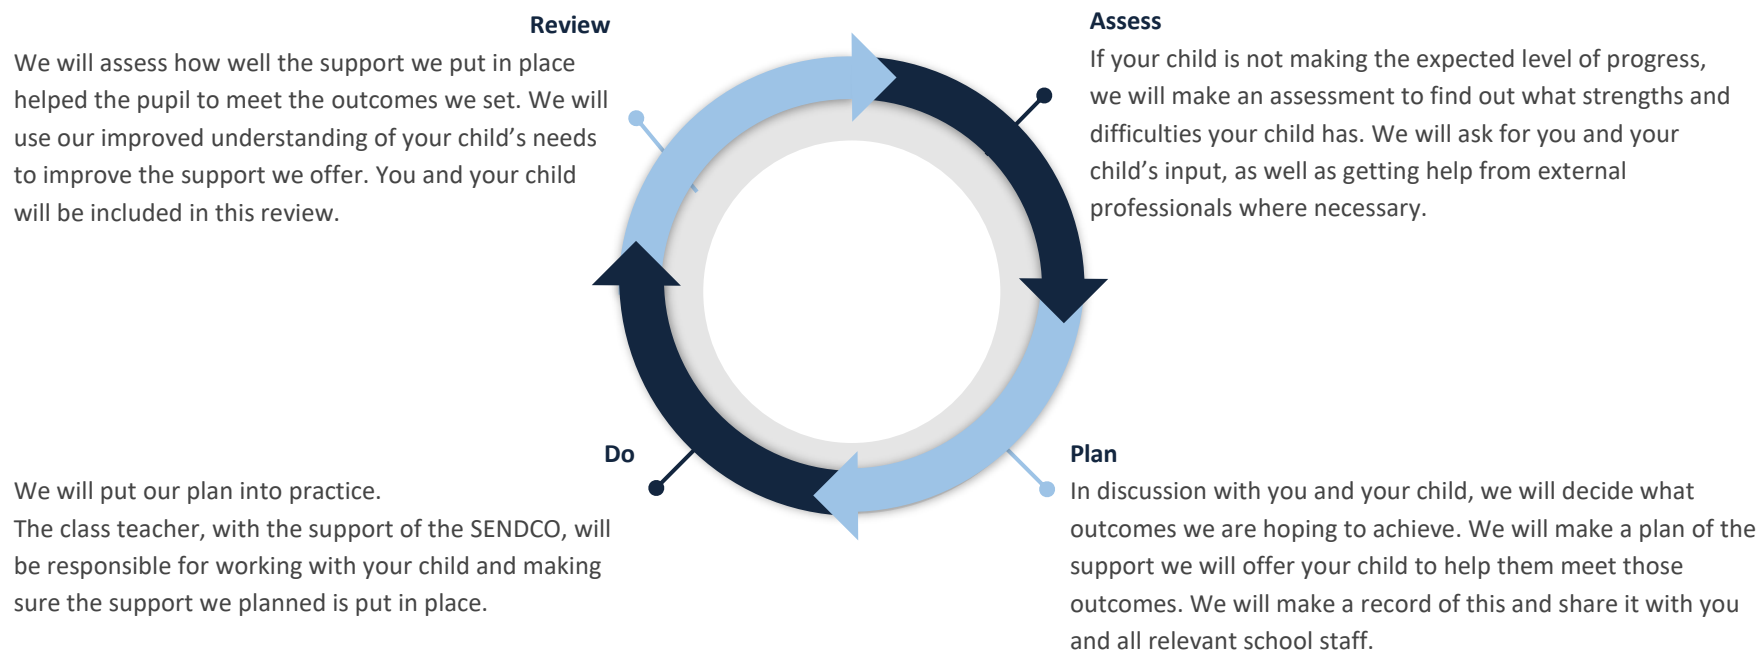 Review
We will assess how well the support we put in place
helped the pupil to meet the outcomes we set. We will
use our improved understanding of your child’s needs
to improve the support we offer. You and your child
will be included in this review.
Assess
If your child is not making the expected level of progress,
we will make an assessment to find out what strengths and
difficulties your child has. We will ask for you and your
child’s input, as well as getting help from external
professionals where necessary.
Do
We will put our plan into practice.
The class teacher, with the support of the SENDCO, will
be responsible for working with your child and making
sure the support we planned is put in place.
Plan
In discussion with you and your child, we will decide what
outcomes we are hoping to achieve. We will make a plan of the
support we will offer your child to help them meet those
outcomes. We will make a record of this and share it with you
and all relevant school staff.